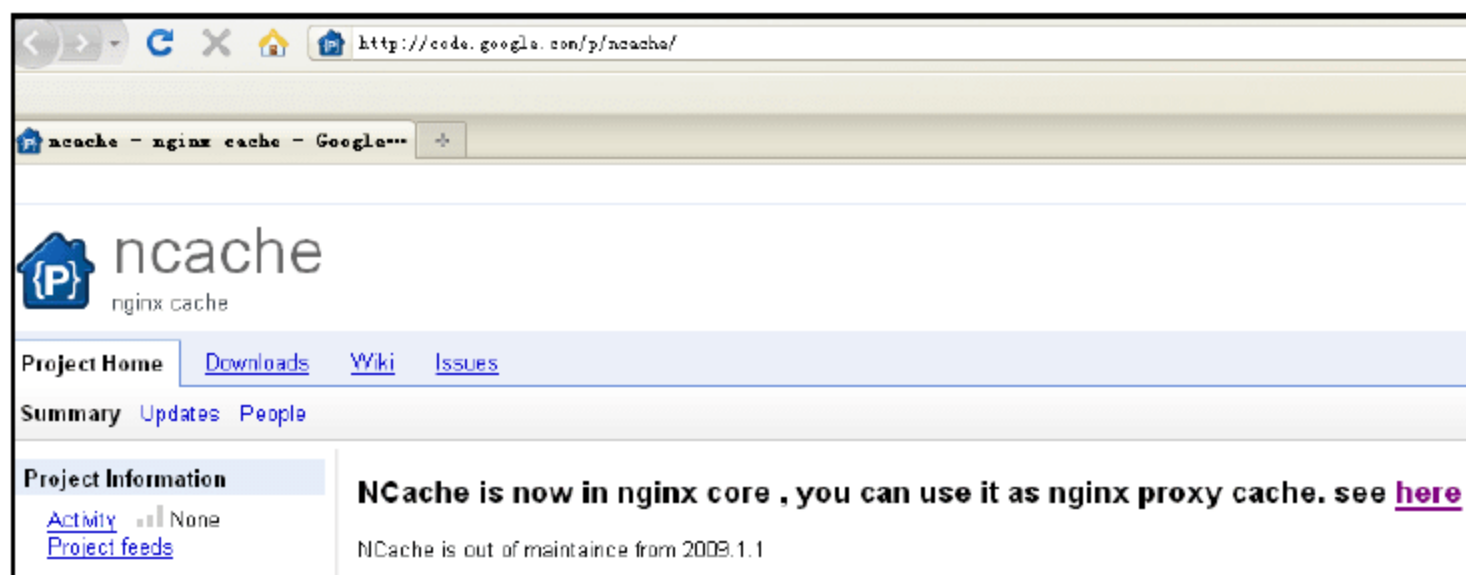 http://code.google.com/p/ncache/
ncache - nginx cache - Google...
ncache
{P}
nginx cache
Project Home Downloads Wiki Issues
Summary Updates People
Project Information
Activity None
Project feeds
NCache is now in nginx core , you can use it as nginx proxy cache. see here
NCache is out of maintaince from 2009.1.1